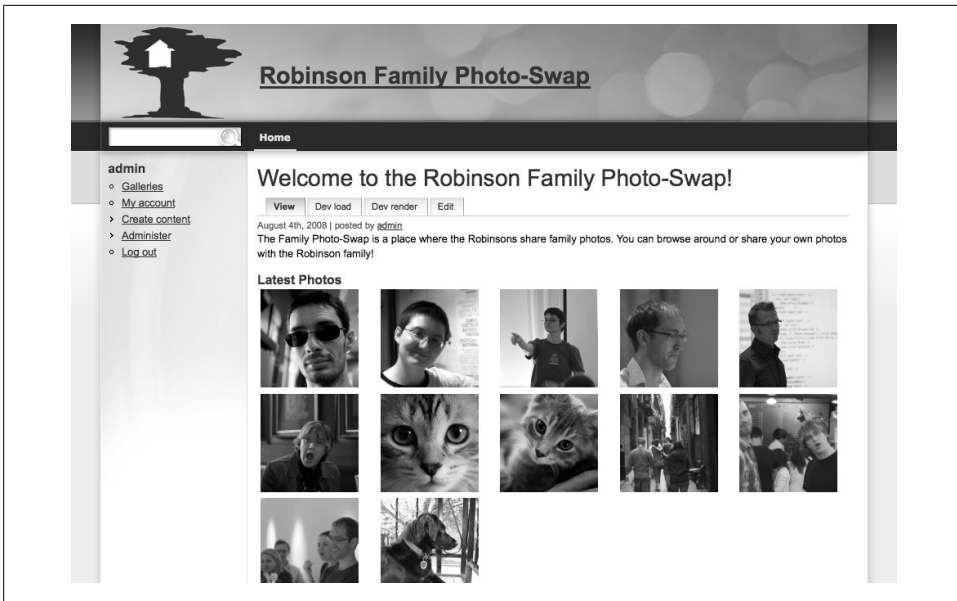 Robinson Family Photo-Swap
Home
admin
Galleries
My account
Create content
Administer
Log out
Welcome to the Robinson Family Photo-Swap!
View Dev load Dev render Edit
August 4th, 2008 | posted by admin
The Family Photo-Swap is a place where the Robinsons share family photos. You can browse around or share your own photos
with the Robinson family!
Latest Photos